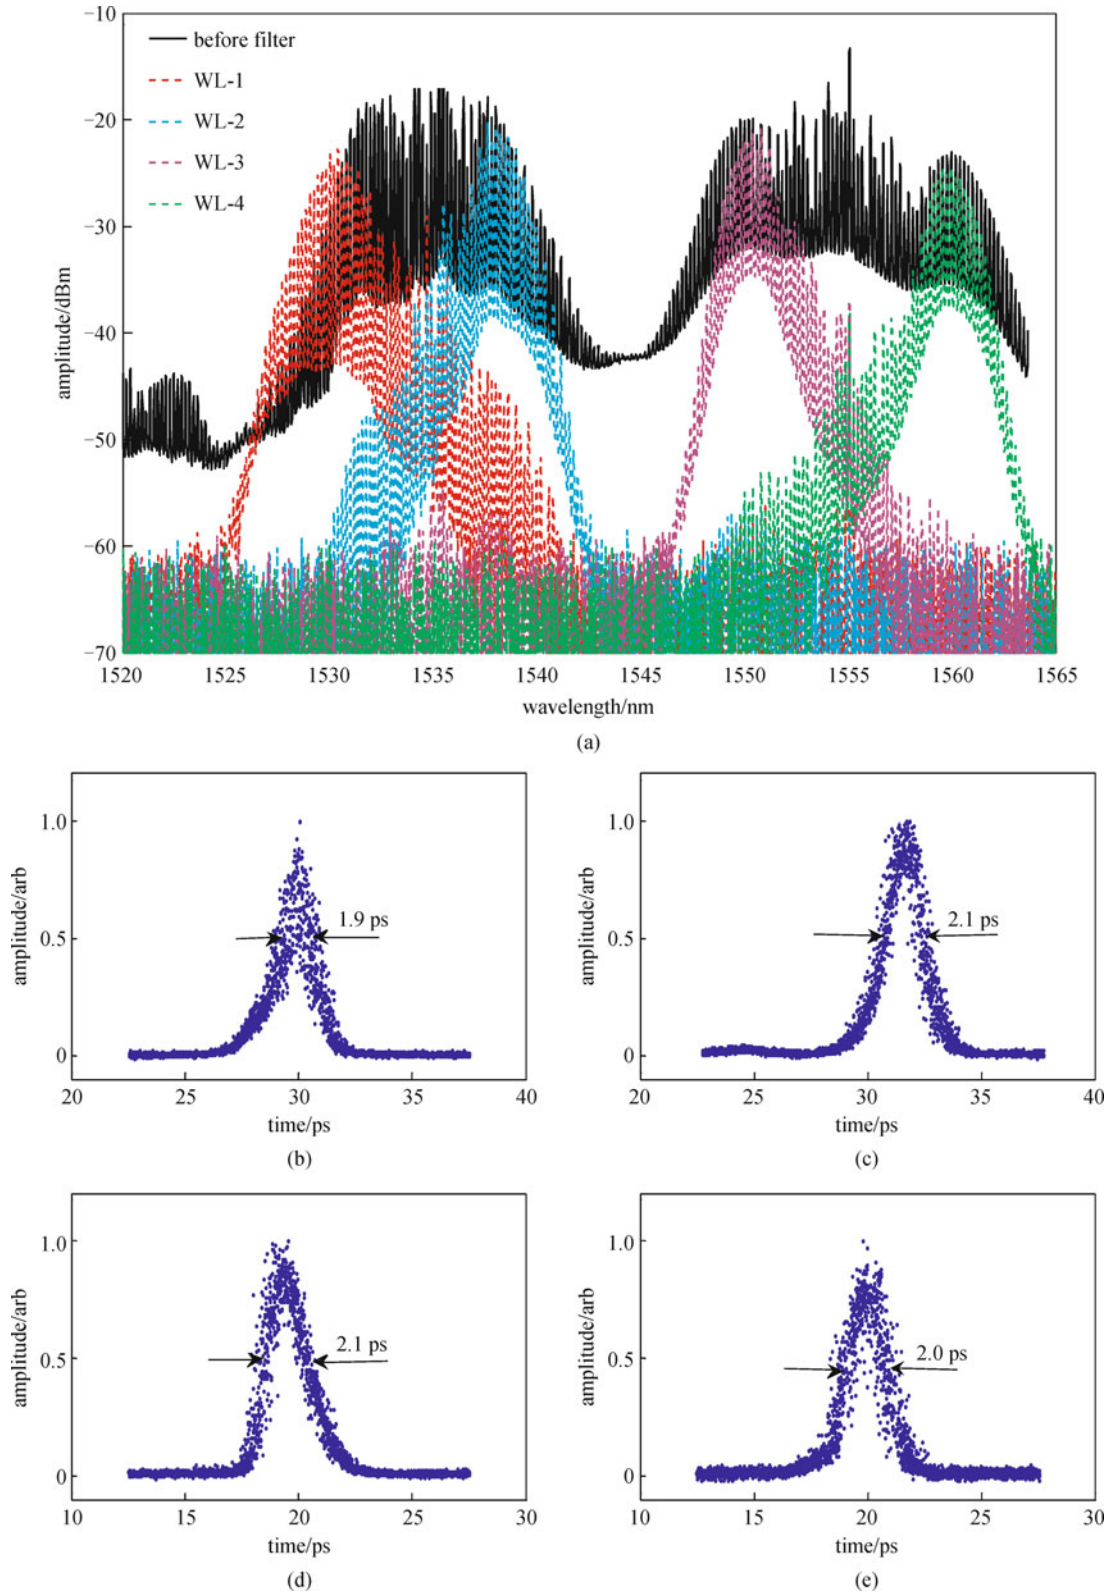 −10
−20
−30
−40
−50
−60
−70
amplitude/dBm
before filter
WL-1
WL-2
WL-3
WL-4
1520 1525 1530 1535 1540 1545 1550 1555 1560 1565
wavelength/nm
(a)
1.0
0.5
0
amplitude/arb
1.9 ps
20 25 30 35 40
time/ps
(b)
1.0
0.5
0
amplitude/arb
2.1 ps
20 25 30 35 40
time/ps
(c)
1.0
0.5
0
amplitude/arb
2.1 ps
10 15 20 25 30
time/ps
(d)
1.0
0.5
0
amplitude/arb
2.0 ps
10 15 20 25 30
time/ps
(e)